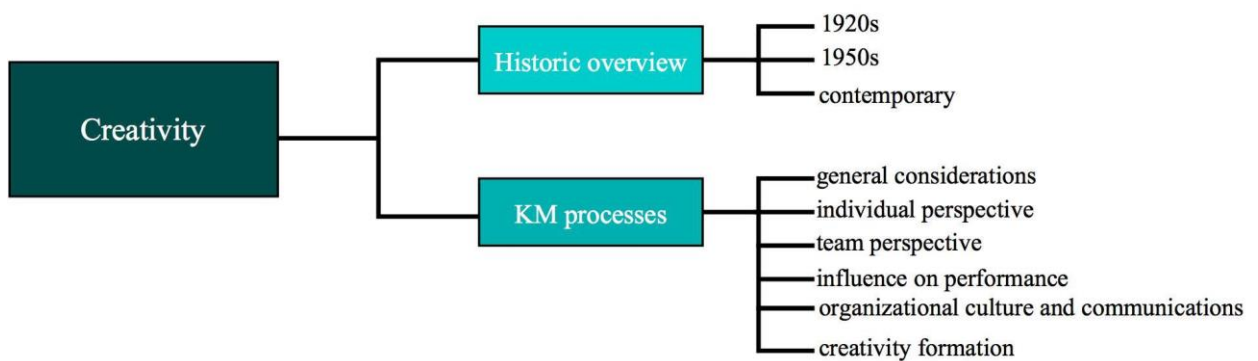 Creativity
Historic overview
1920s
1950s
contemporary
KM processes
general considerations
individual perspective
team perspective
influence on performance
organizational culture and communications
creativity formation